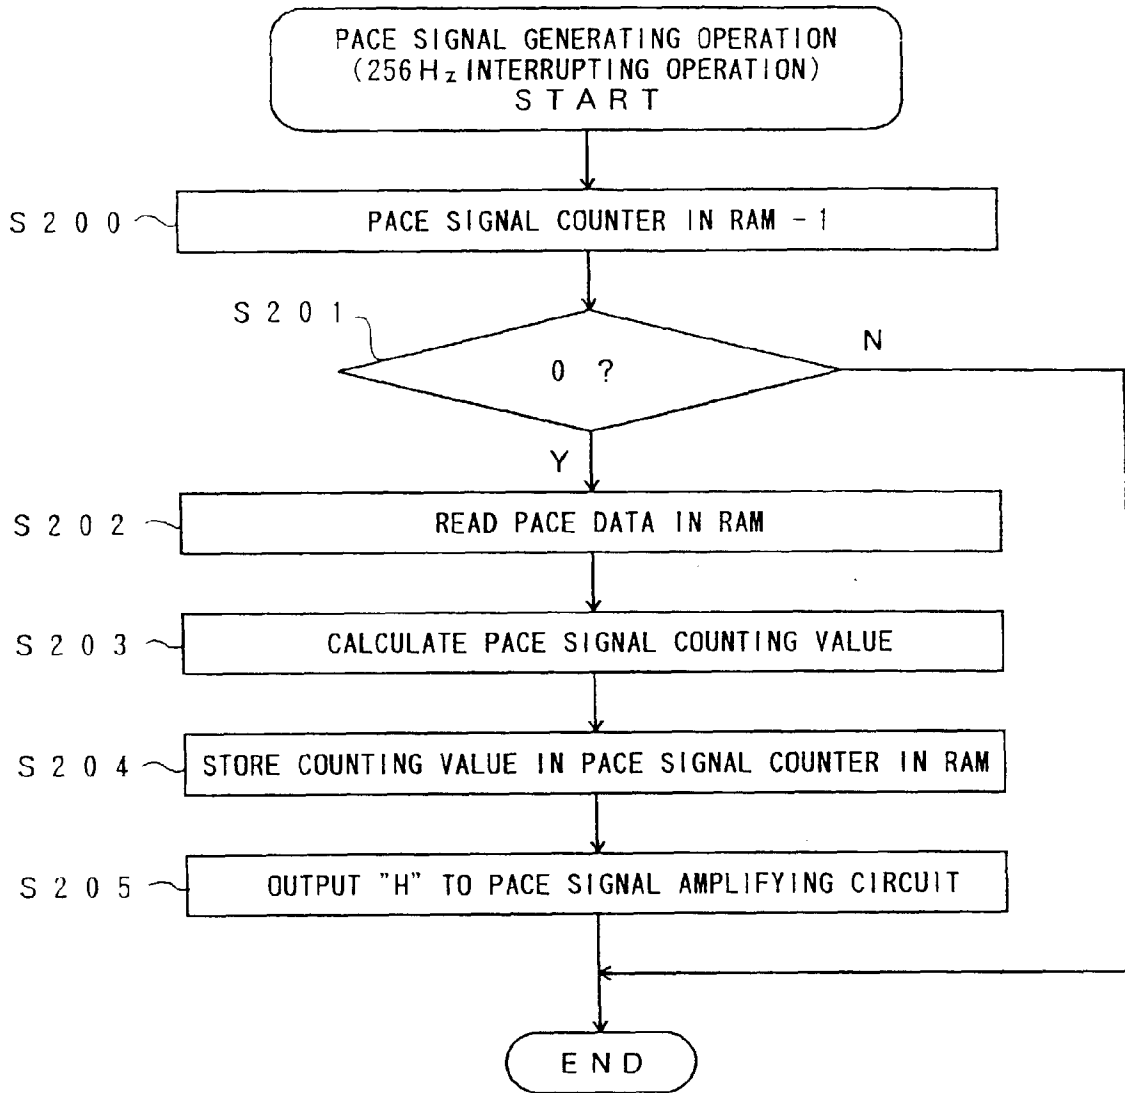 PACE SIGNAL GENERATING OPERATION
(256Hz INTERRUPTING OPERATION)
START
S200
PACE SIGNAL COUNTER IN RAM -1
S201
0 ?
N
Y
S202
READ PACE DATA IN RAM
S203
CALCULATE PACE SIGNAL COUNTING VALUE
S204
STORE COUNTING VALUE IN PACE SIGNAL COUNTER IN RAM
S205
OUTPUT "H" TO PACE SIGNAL AMPLIFYING CIRCUIT
END